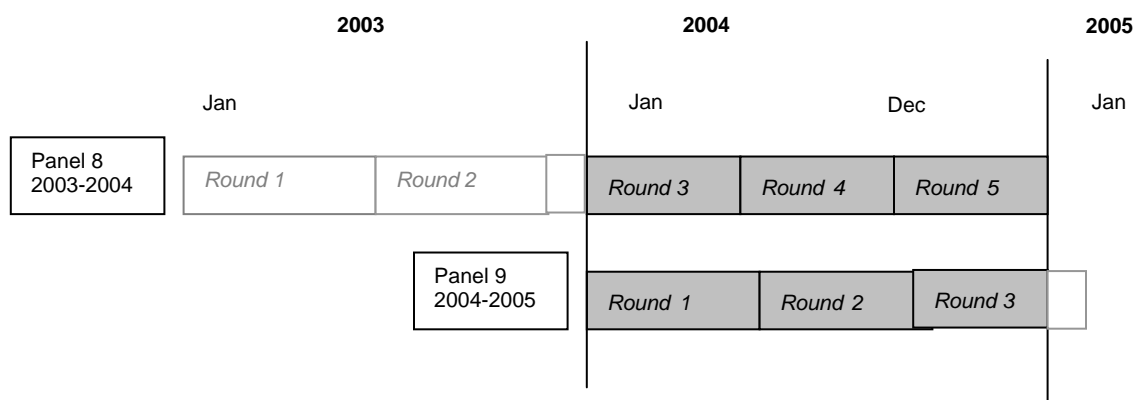 2003 2004 2005
Jan Jan Dec Jan
Panel 8
2003-2004
Round 1 Round 2 Round 3 Round 4 Round 5
Panel 9
2004-2005
Round 1 Round 2 Round 3